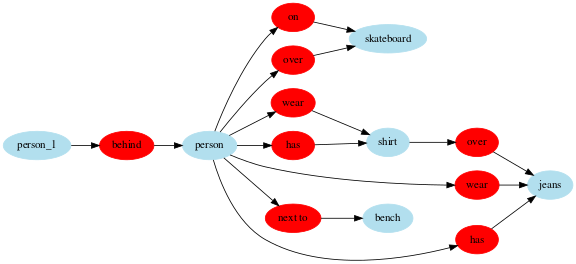 on
skateboard
over
wear
person_1
behind
person
has
shirt
over
wear
jeans
next to
bench
has